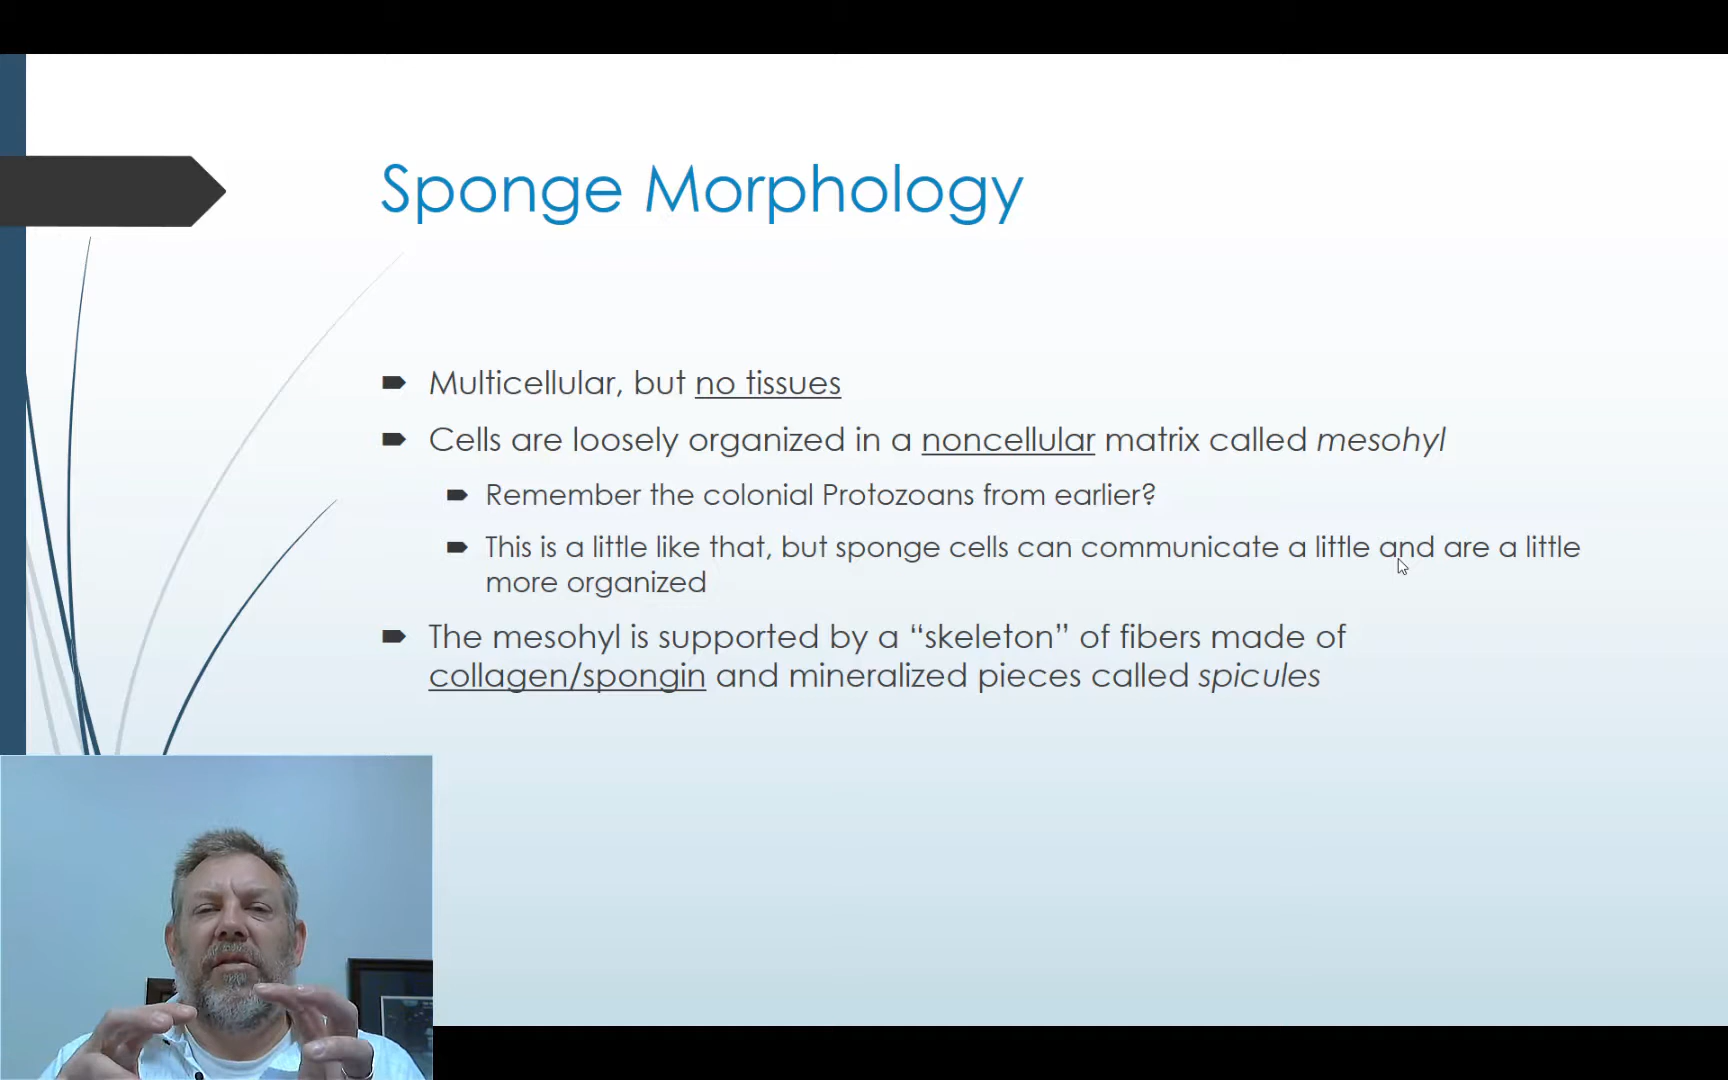 Sponge Morphology
Multicellular, but no tissues
Cells are loosely organized in a noncellular matrix called mesohyl
Remember the colonial Protozoans from earlier?
This is a little like that, but sponge cells can communicate a little and are a little
more organized
The mesohyl is supported by a “skeleton” of fibers made of
collagen/spongin and mineralized pieces called spicules